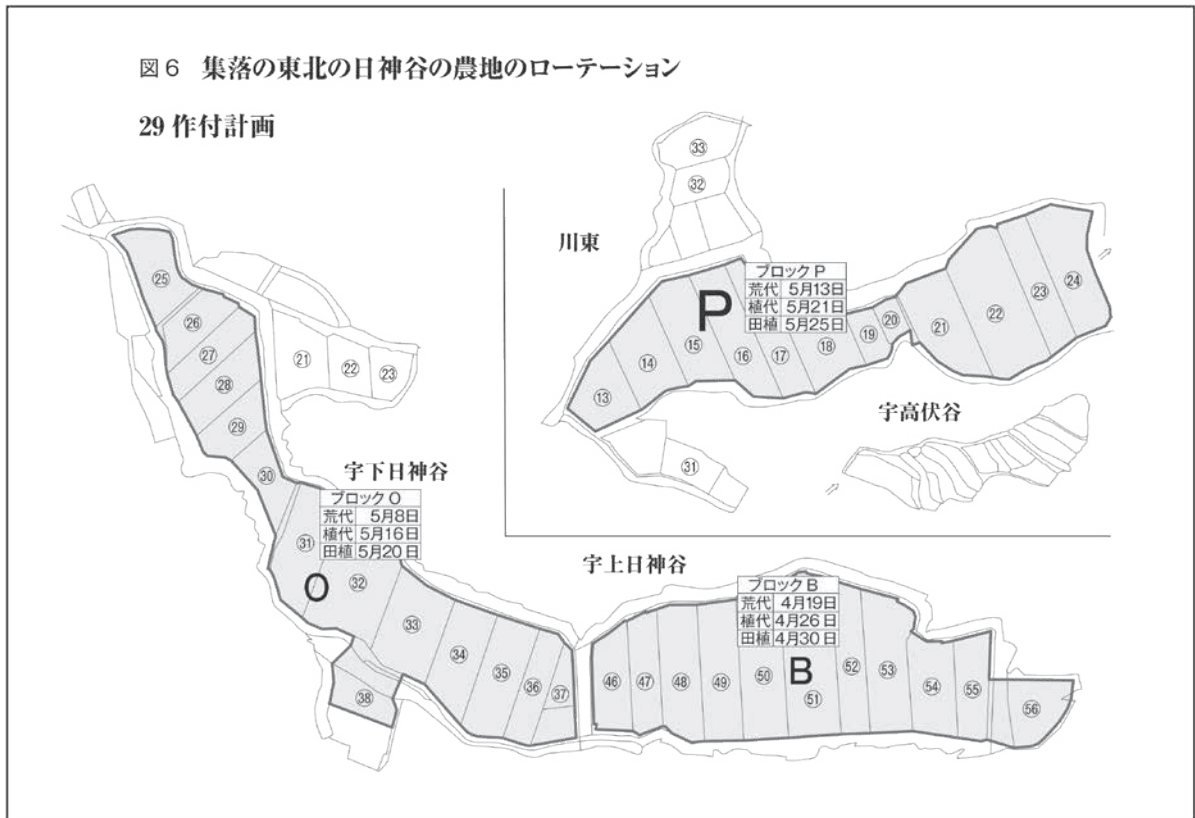 図6 集落の東北の日神谷の農地のローテーション
29 作付計画
㉝
㉜
川東
ブロックP
荒代 5月13日
植代 5月21日
田植 5月25日
P
⑬
⑭
⑮
⑯
⑰
⑱
⑲
⑳
㉑
㉒
㉓
㉔
㉛
宇高伏谷
㉕
㉖
㉗
㉘
㉙
㉚
㉑
㉒
㉓
宇下日神谷
ブロックO
荒代 5月8日
植代 5月16日
田植 5月20日
㉛
O
㉜
㉝
㉞
㉟
㊱
㊲
㊳
宇上日神谷
ブロックB
荒代 4月19日
植代 4月26日
田植 4月30日
B
㊻
㊼
㊽
㊾
㊿
51
52
53
54
55
56